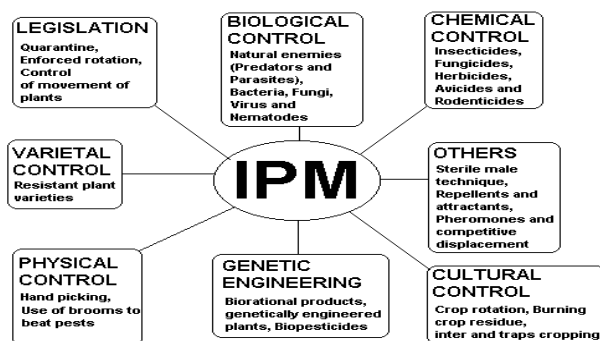 LEGISLATION
Quarantine,
Enforced rotation,
Control
of movement of
plants
BIOLOGICAL
CONTROL
Natural enemies
(Predators and
Parasites),
Bacteria, Fungi,
Virus and
Nematodes
CHEMICAL
CONTROL
Insecticides,
Fungicides,
Herbicides,
Avicides and
Rodenticides
VARIETAL
CONTROL
Resistant plant
varieties
IPM
OTHERS
Sterile male
technique,
Repellents and
attractants,
Pheromones and
competitive
displacement
PHYSICAL
CONTROL
Hand picking,
Use of brooms to
beat pests
GENETIC
ENGINEERING
Biorational products,
genetically engineered
plants, Biopesticides
CULTURAL
CONTROL
Crop rotation, Burning
crop residue,
inter and traps cropping